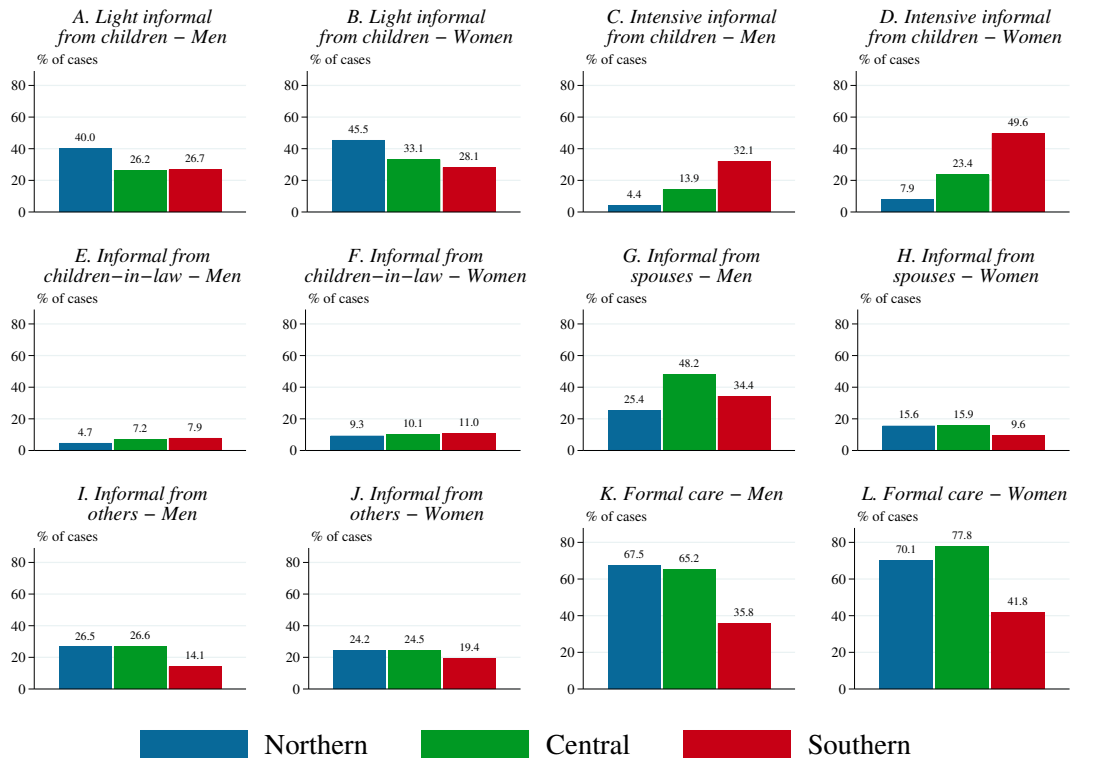 A. Light informal
from children − Men
% of cases
80
60
40
20
0
40.0
26.2
26.7
B. Light informal
from children − Women
% of cases
80
60
40
20
0
45.5
33.1
28.1
C. Intensive informal
from children − Men
% of cases
80
60
40
20
0
4.4
13.9
32.1
D. Intensive informal
from children − Women
% of cases
80
60
40
20
0
7.9
23.4
49.6
E. Informal from
children−in−law − Men
% of cases
80
60
40
20
0
4.7
7.2
7.9
F. Informal from
children−in−law − Women
% of cases
80
60
40
20
0
9.3
10.1
11.0
G. Informal from
spouses − Men
% of cases
80
60
40
20
0
25.4
48.2
34.4
H. Informal from
spouses − Women
% of cases
80
60
40
20
0
15.6
15.9
9.6
I. Informal from
others − Men
% of cases
80
60
40
20
0
26.5
26.6
14.1
J. Informal from
others − Women
% of cases
80
60
40
20
0
24.2
24.5
19.4
K. Formal care − Men
% of cases
80
60
40
20
0
67.5
65.2
35.8
L. Formal care − Women
% of cases
80
60
40
20
0
70.1
77.8
41.8
Northern
Central
Southern